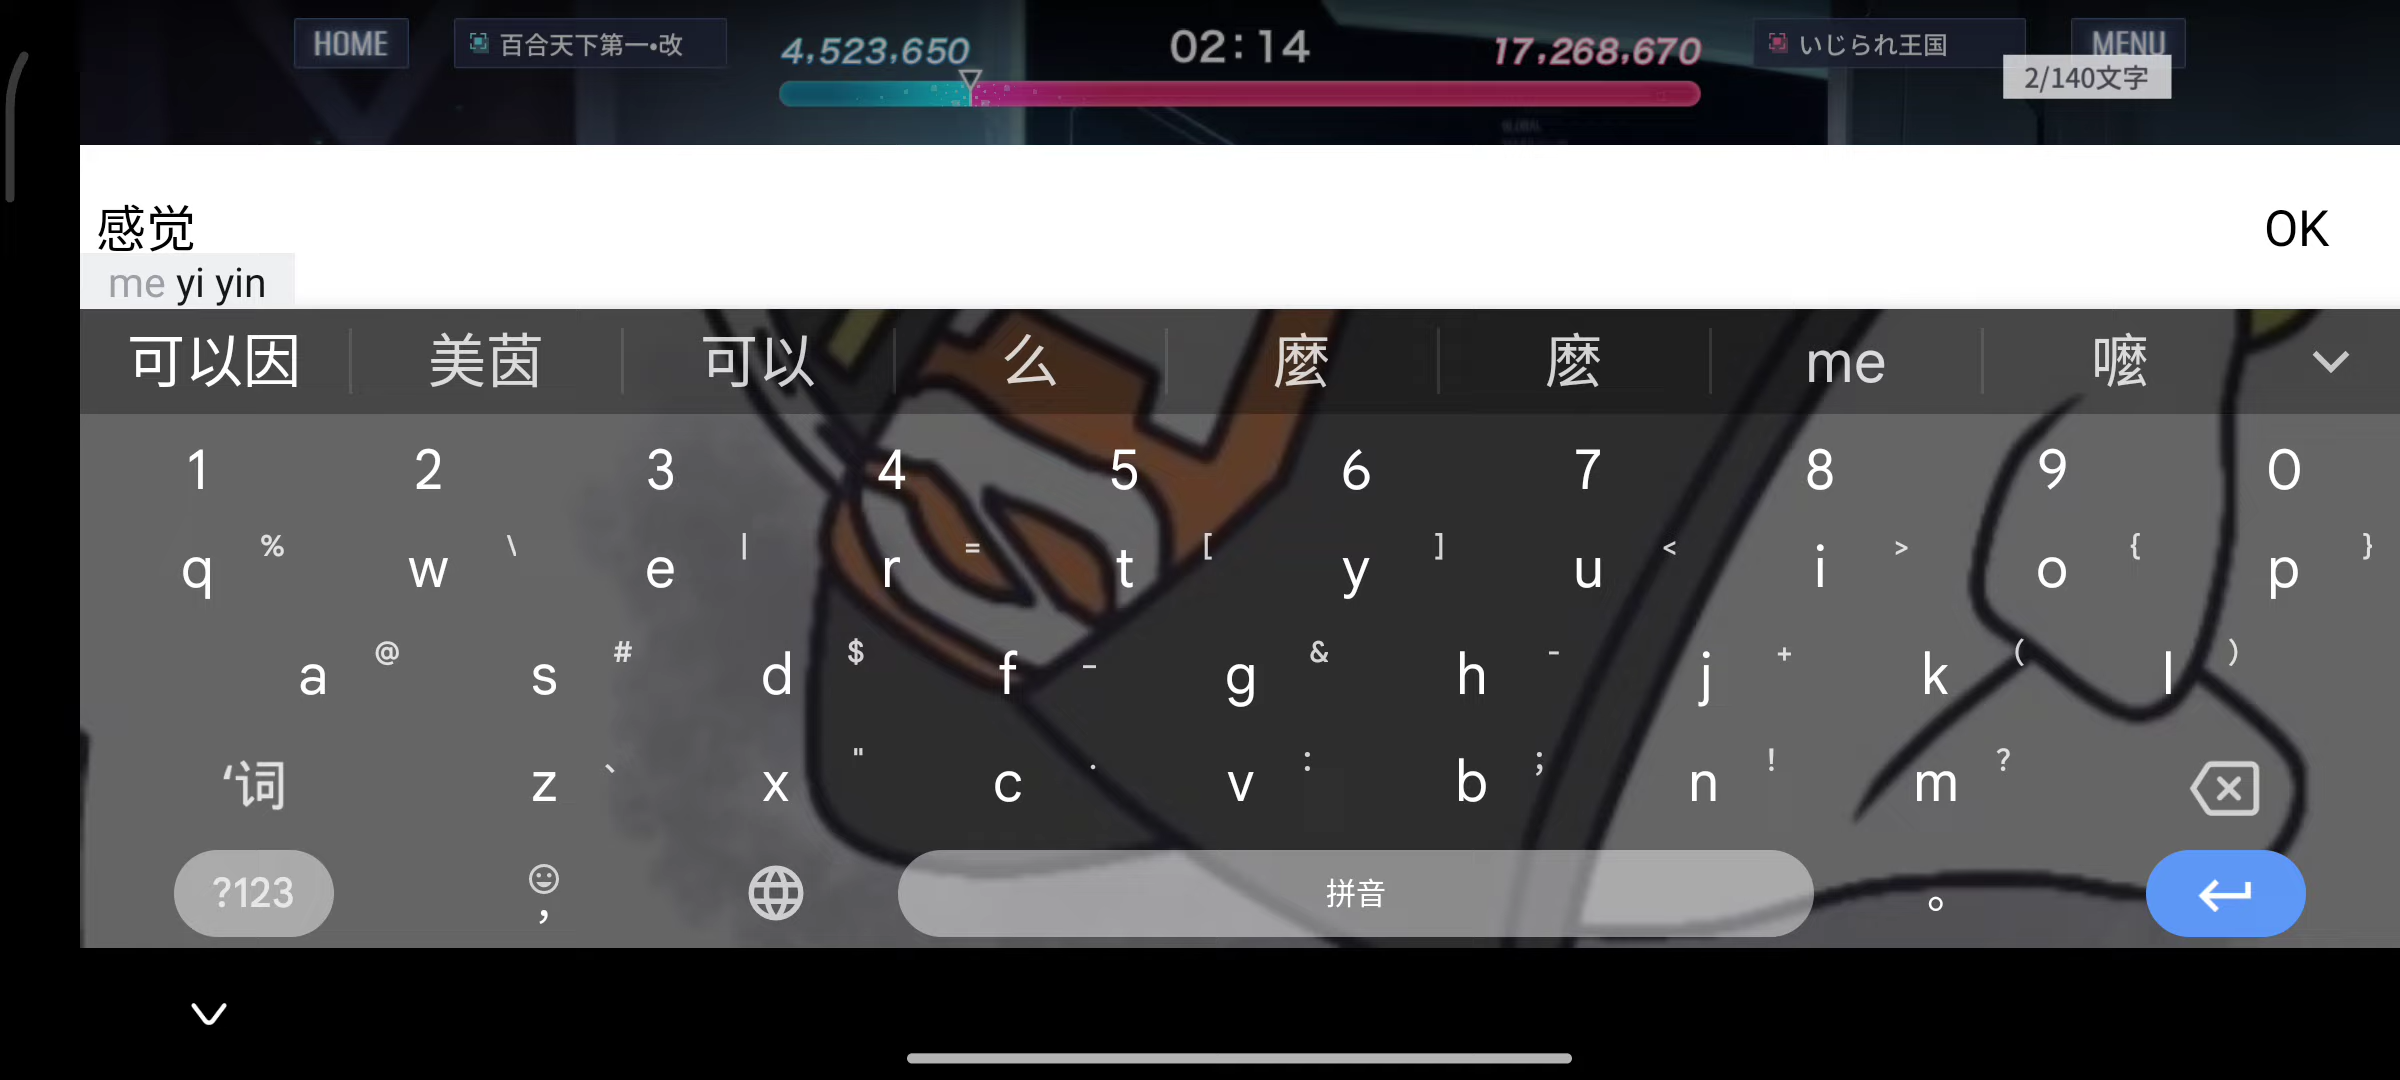 HOME
百合天下第一•改
4,523,650
02:14
17,268,670
いじられ王国
MENU
2/140文字
感觉
OK
me yi yin
可以因 美茵 可以 么 麼 麽 me 嚒
1 2 3 4 5 6 7 8 9 0
q % w \ e | r = t [ y ] u < i > o { p }
a @ s # d $ f _ g & h - j + k ( l )
‘词 z 、 x " c · v : b ; n ! m ?
?123 , 拼音 。